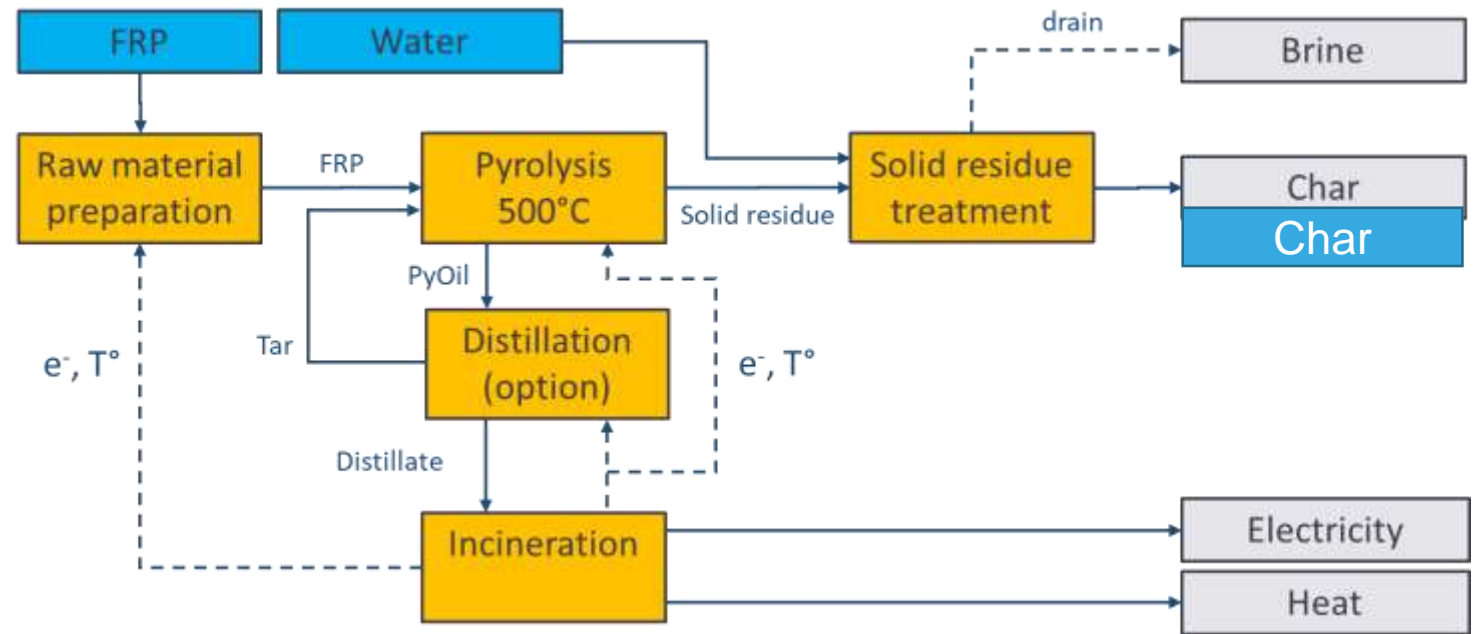 FRP
Water
drain
Brine
Raw material
preparation
FRP
Pyrolysis
500°C
Solid residue
Solid residue
treatment
Char
Char
PyOil
Tar
Distillation
(option)
e⁻, T°
e⁻, T°
Distillate
Incineration
Electricity
Heat